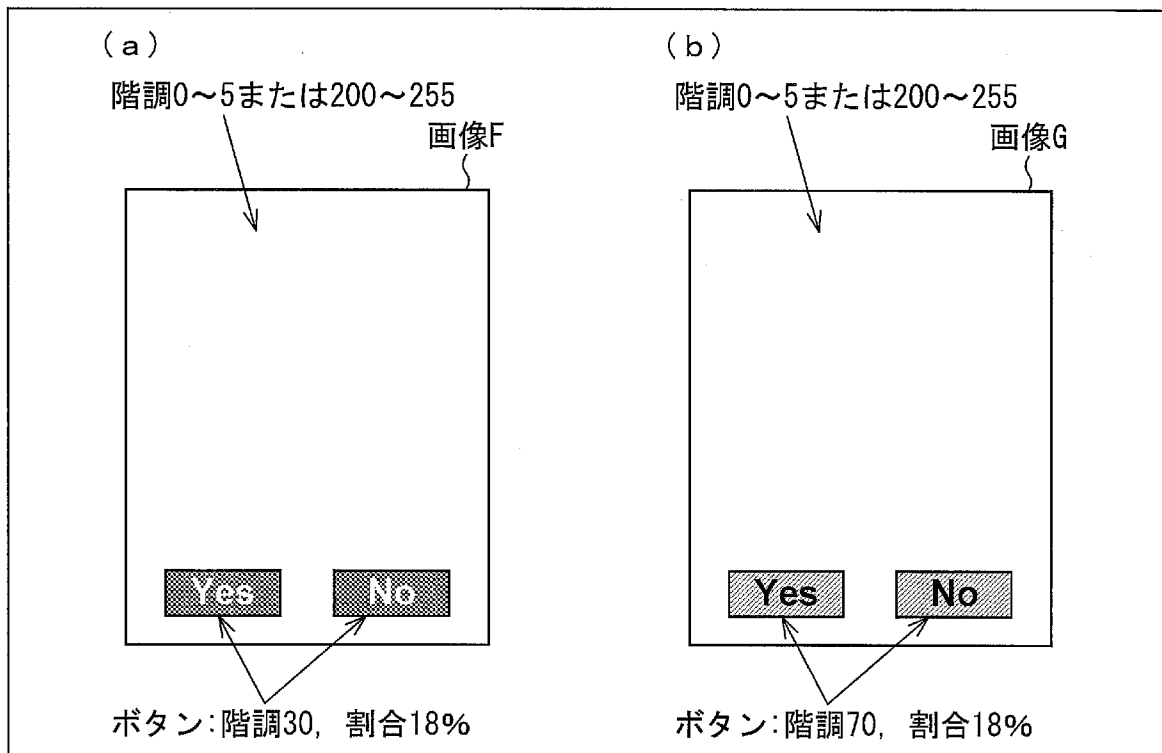 (a)
階調0~5または200~255
画像F
Yes No
ボタン:階調30, 割合18%
(b)
階調0~5または200~255
画像G
Yes No
ボタン:階調70, 割合18%